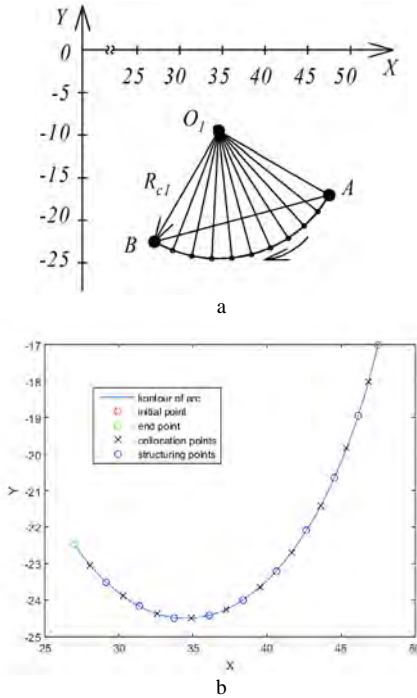 Y
0
25 30 35 40 45 50
X
-5
-10
-15
-20
-25
O1
Rc1
A
B
a
-17
-18
-19
-20
-21
-22
-23
-24
-25
Y
kontour of arc
initial point
end point
collonation points
structuring points
25 30 35 40 45 50
X
b